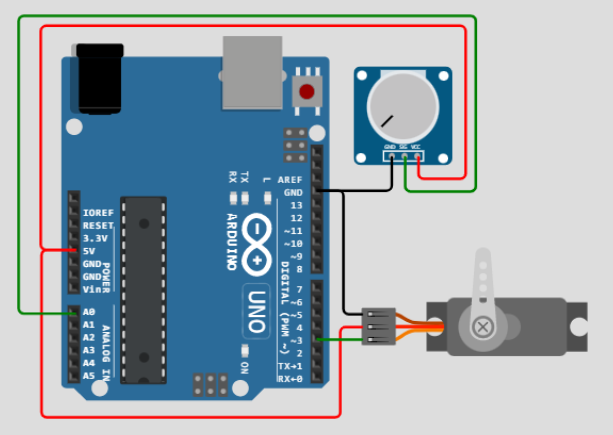 GND SIG VCC
RX
TX
L
AREF
GND
13
12
~11
~10
~9
8
7
~6
~5
4
~3
2
TX→1
RX←0
DIGITAL (PWM ~)
ARDUINO
UNO
ON
IOREF
RESET
3.3V
5V
GND
GND
Vin
POWER
A0
A1
A2
A3
A4
A5
ANALOG IN